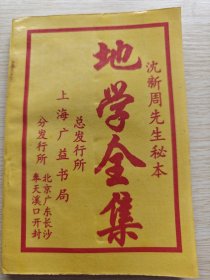 沈新周先生秘本
地学全集
总发行所
上海广益书局
分发行所
北京广东长沙
奉天溪口开封